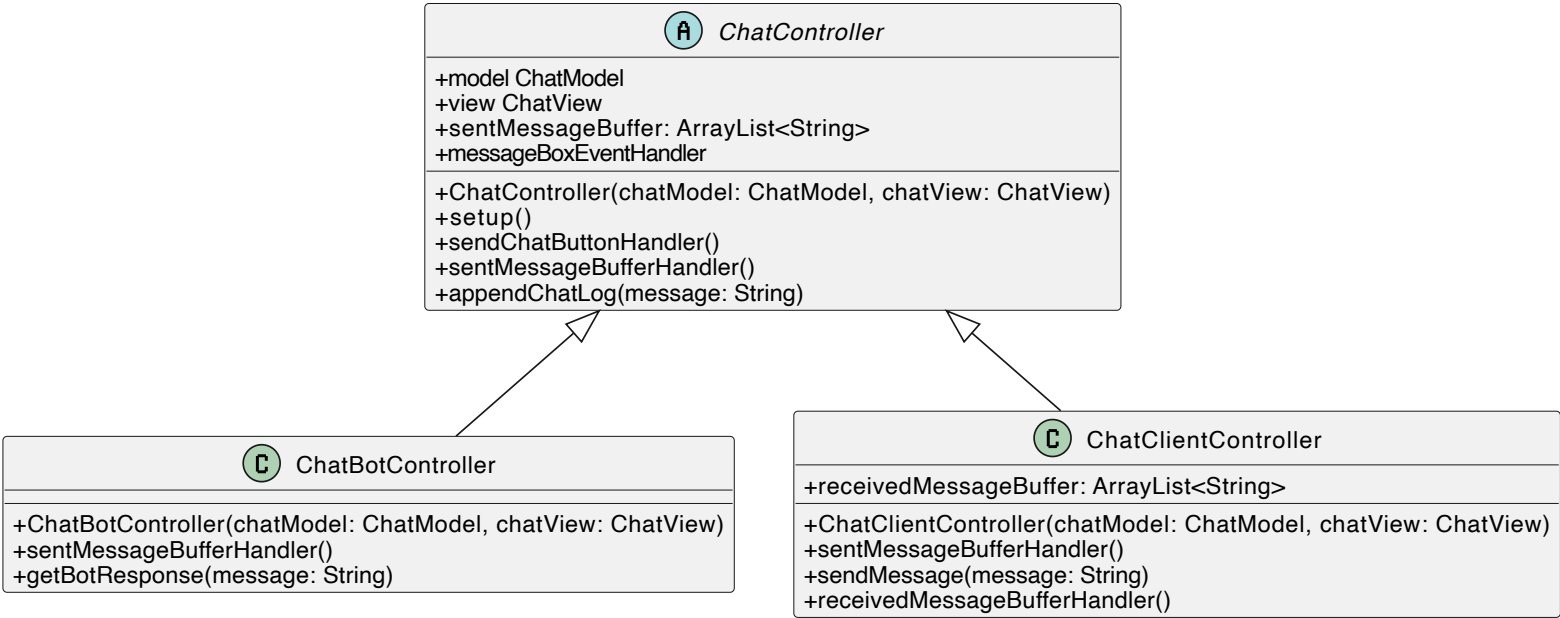 A ChatController
+model ChatModel
+view ChatView
+sentMessageBuffer: ArrayList<String>
+messageBoxEventHandler
+ChatController(chatModel: ChatModel, chatView: ChatView)
+setup()
+sendChatButtonHandler()
+sentMessageBufferHandler()
+appendChatLog(message: String)
C ChatBotController
+ChatBotController(chatModel: ChatModel, chatView: ChatView)
+sentMessageBufferHandler()
+getBotResponse(message: String)
C ChatClientController
+receivedMessageBuffer: ArrayList<String>
+ChatClientController(chatModel: ChatModel, chatView: ChatView)
+sentMessageBufferHandler()
+sendMessage(message: String)
+receivedMessageBufferHandler()